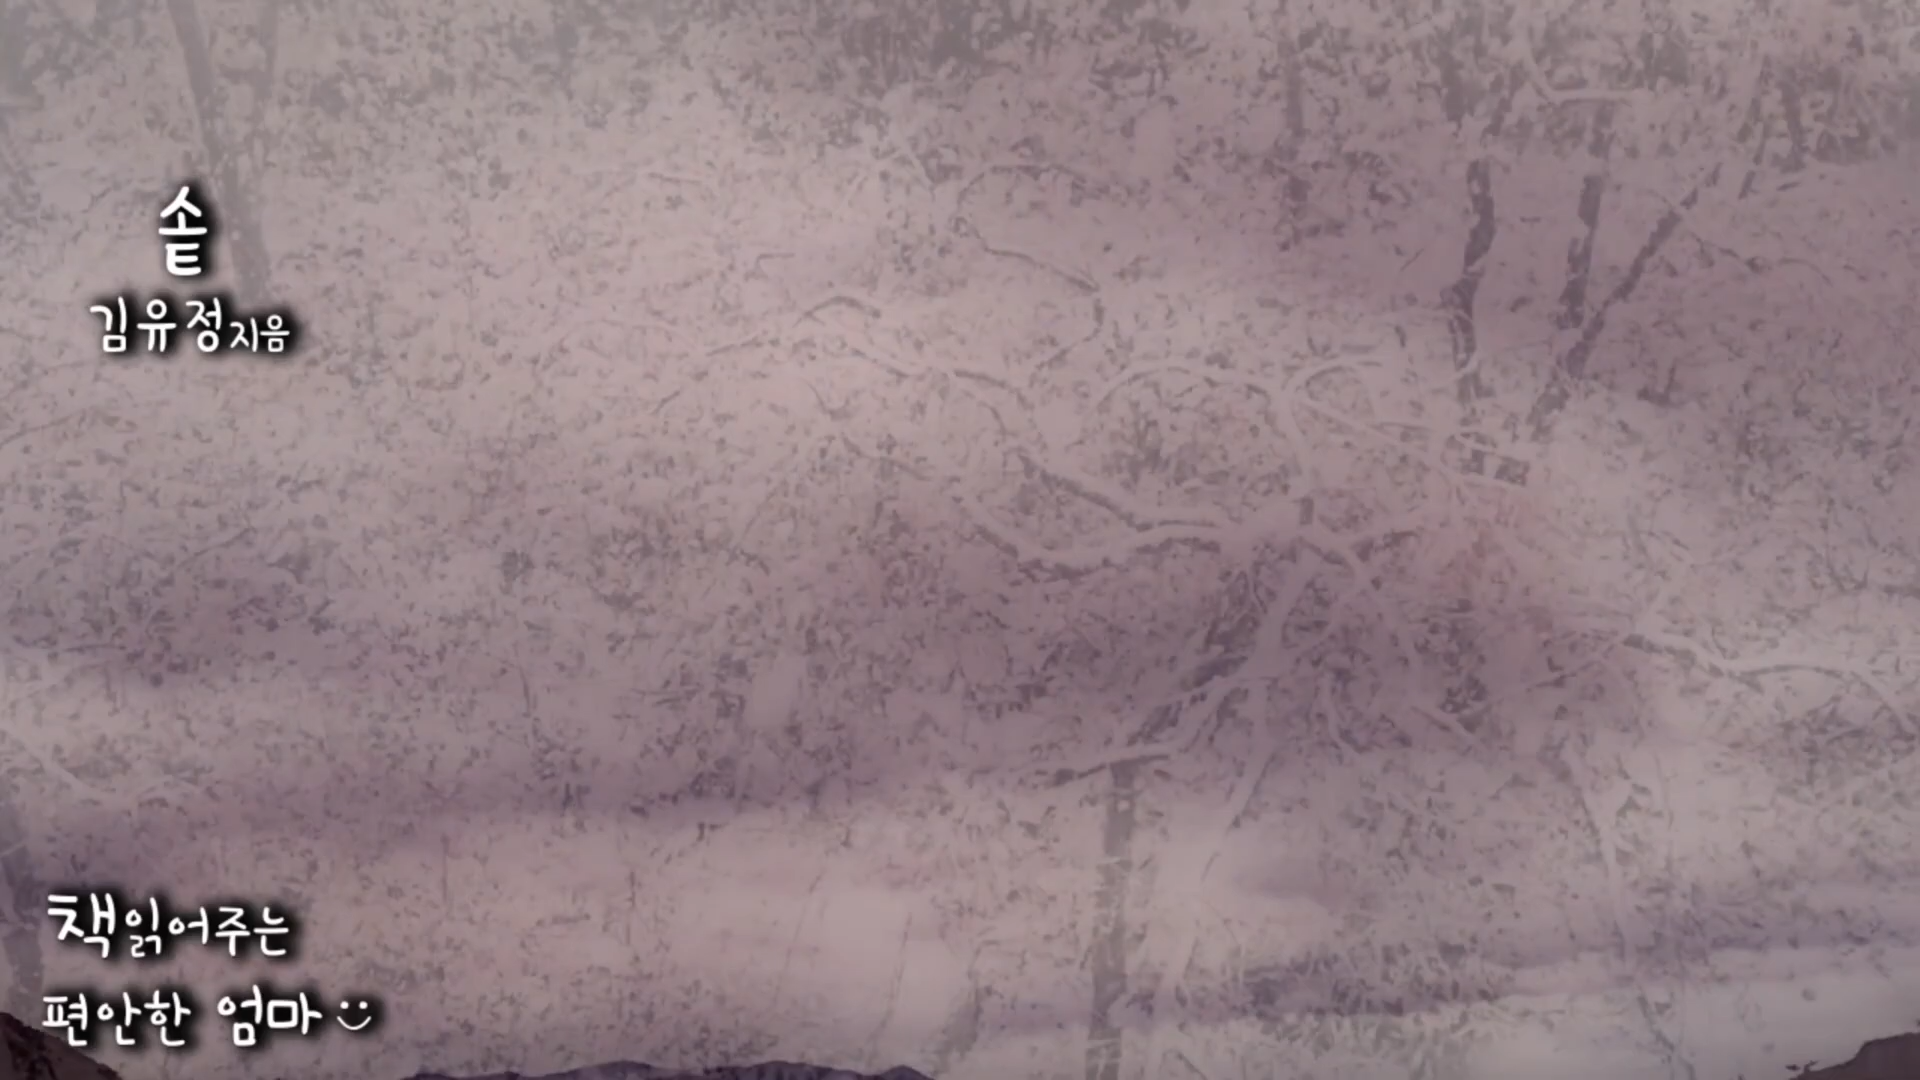 솥
김유정 지음
책읽어주는
편안한 엄마